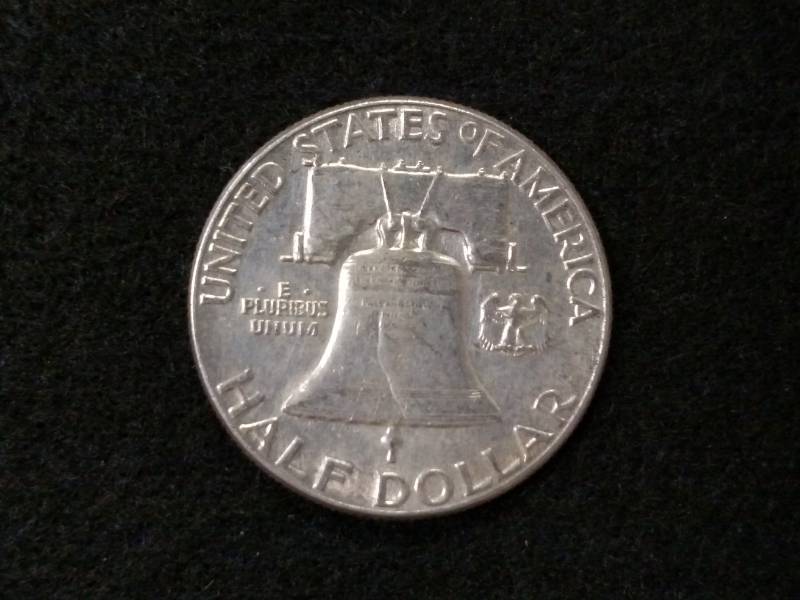 UNITED STATES OF AMERICA
· E ·
PLURIBUS
UNUM
HALF DOLLAR